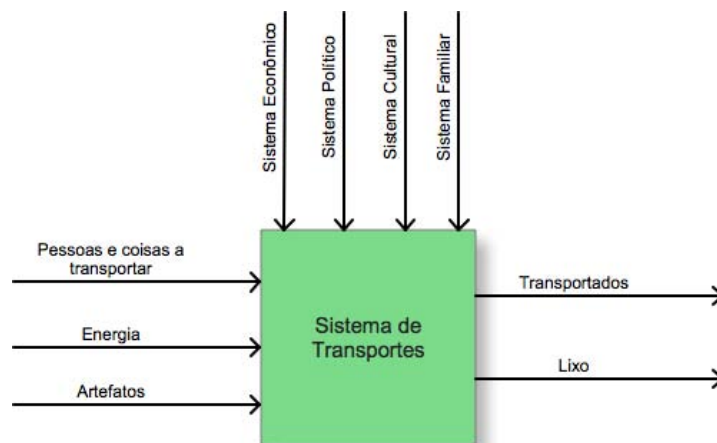 Sistema Econômico
Sistema Político
Sistema Cultural
Sistema Familiar
Pessoas e coisas a
transportar
Energia
Artefatos
Sistema de
Transportes
Transportados
Lixo